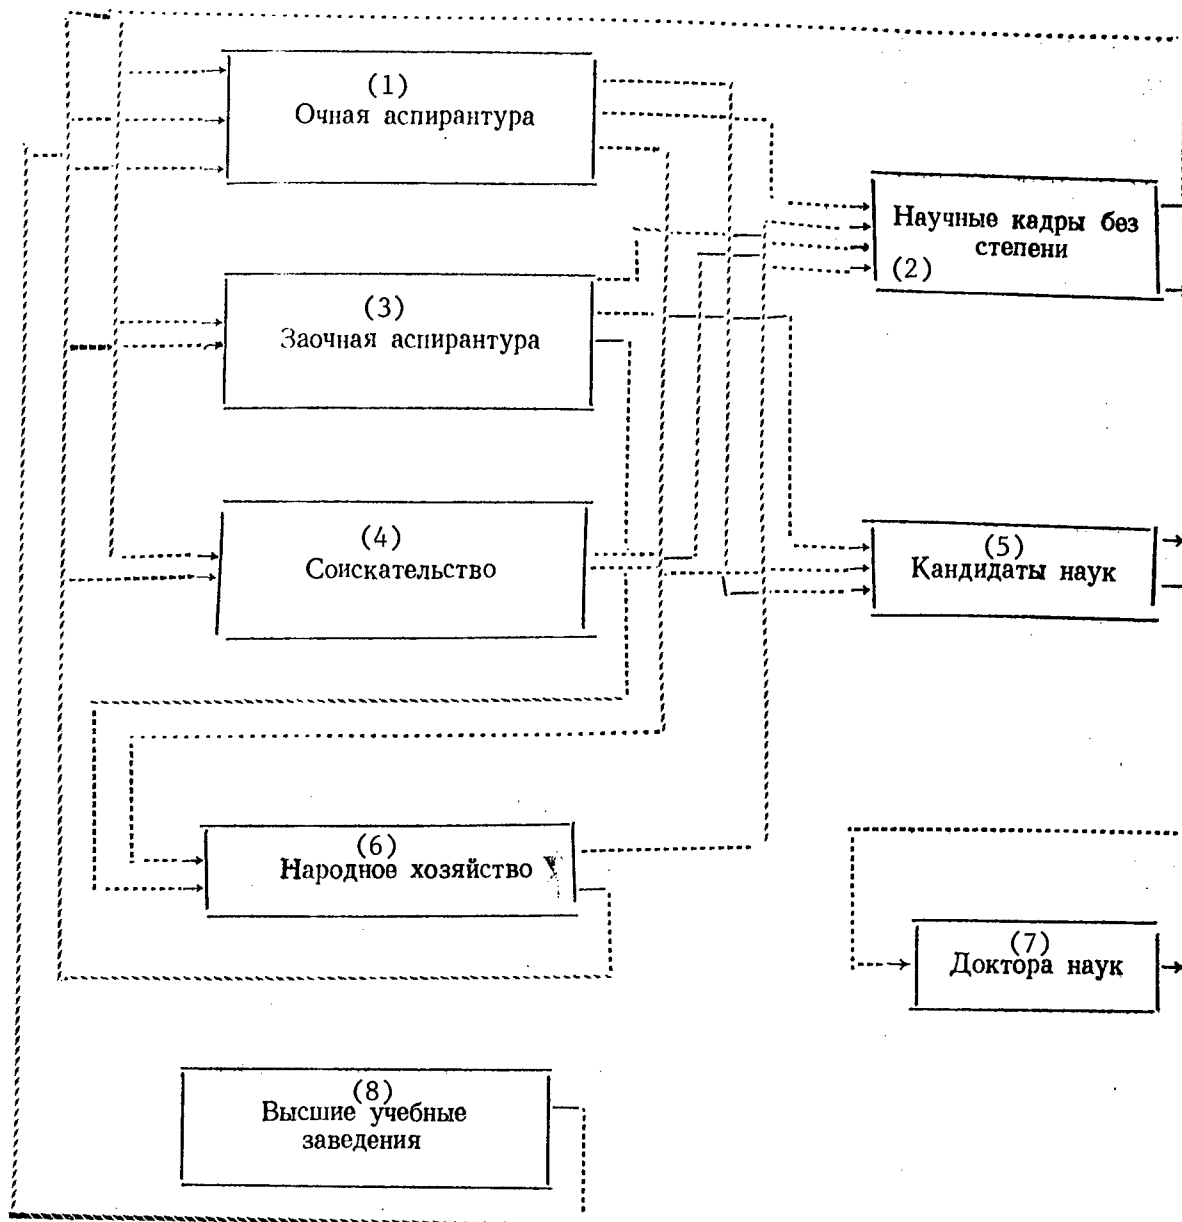 (1)
Очная аспирантура
Научные кадры без
степени
(2)
(3)
Заочная аспирантура
(4)
Соискательство
(5)
Кандидаты наук
(6)
Народное хозяйство
(7)
Доктора наук
(8)
Высшие учебные
заведения